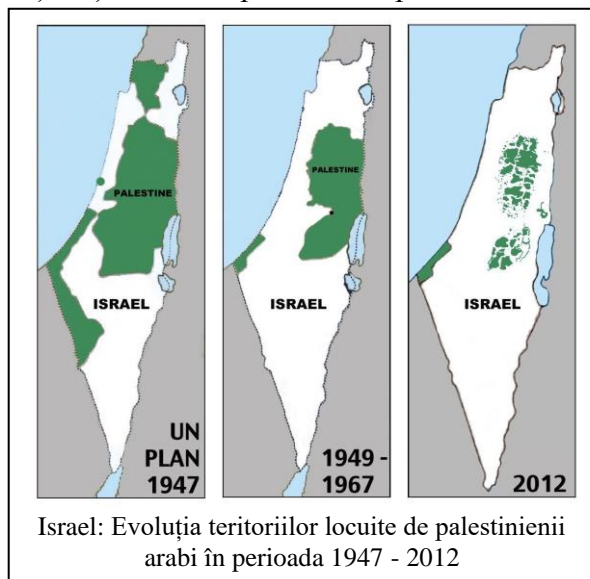 PALESTINE
ISRAEL
UN
PLAN
1947
PALESTINE
ISRAEL
1949 -
1967
ISRAEL
2012
Israel: Evoluția teritoriilor locuite de palestinienii
arabi în perioada 1947 - 2012